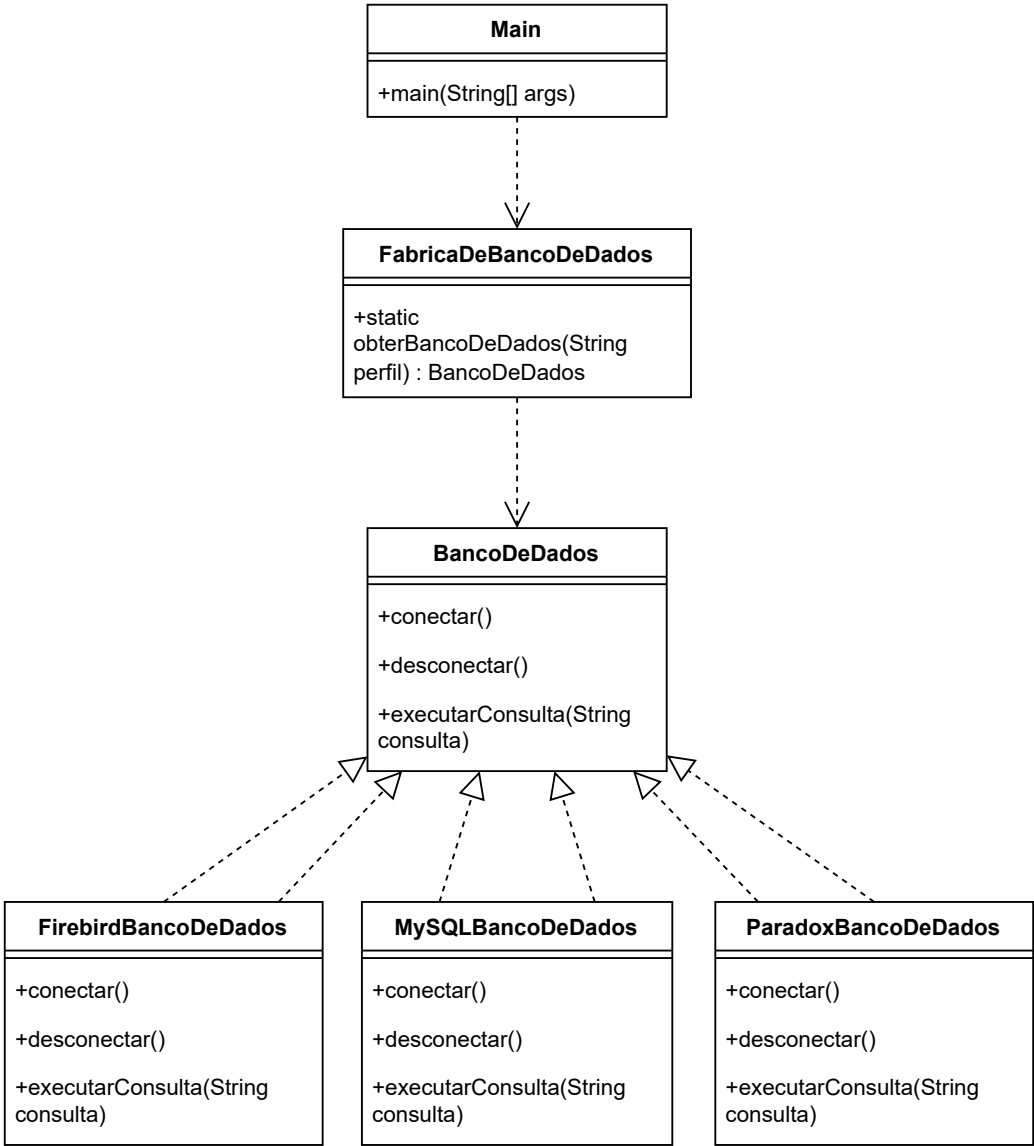 Main
+main(String[] args)
FabricaDeBancoDeDados
+static
obterBancoDeDados(String
perfil) : BancoDeDados
BancoDeDados
+conectar()
+desconectar()
+executarConsulta(String
consulta)
FirebirdBancoDeDados
+conectar()
+desconectar()
+executarConsulta(String
consulta)
MySQLBancoDeDados
+conectar()
+desconectar()
+executarConsulta(String
consulta)
ParadoxBancoDeDados
+conectar()
+desconectar()
+executarConsulta(String
consulta)